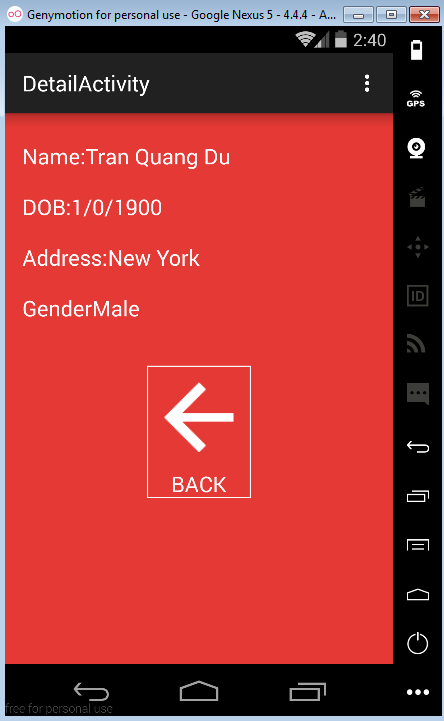 Genymotion for personal use - Google Nexus 5 - 4.4.4 - A...
2:40
DetailActivity
GPS
Name:Tran Quang Du
DOB:1/0/1900
Address:New York
ID
GenderMale
BACK
free for personal use